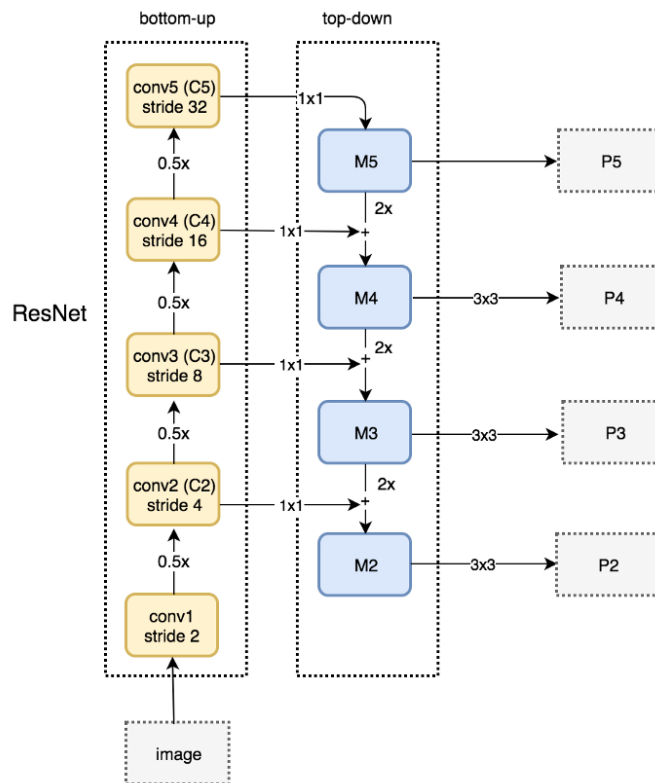 bottom-up
top-down
conv5 (C5)
stride 32
1x1
M5
P5
0.5x
2x
conv4 (C4)
stride 16
1x1
+
M4
3x3
P4
0.5x
ResNet
2x
conv3 (C3)
stride 8
1x1
+
M3
3x3
P3
0.5x
2x
conv2 (C2)
stride 4
1x1
+
M2
3x3
P2
0.5x
conv1
stride 2
image